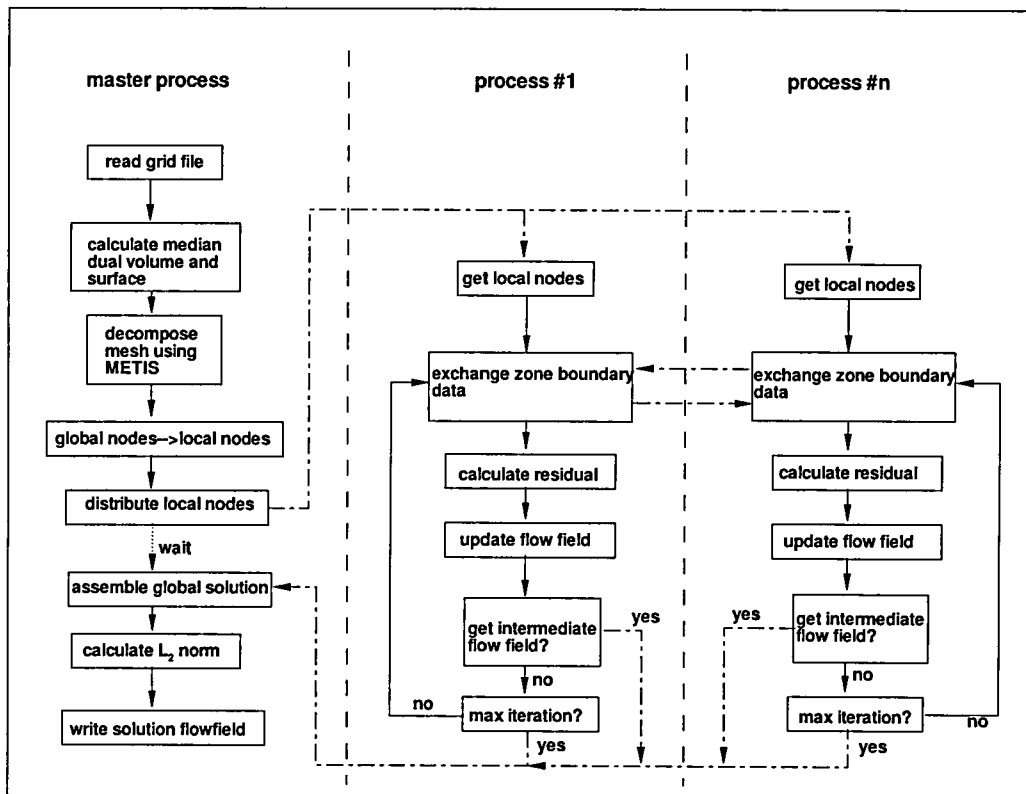 master process
process #1
process #n
read grid file
calculate median
dual volume and
surface
decompose
mesh using
METIS
global nodes-->local nodes
distribute local nodes
wait
assemble global solution
calculate L₂ norm
write solution flowfield
get local nodes
exchange zone boundary
data
calculate residual
update flow field
get intermediate
flow field?
yes
no
max iteration?
no
yes
get local nodes
exchange zone boundary
data
calculate residual
update flow field
get intermediate
flow field?
yes
no
max iteration?
no
yes